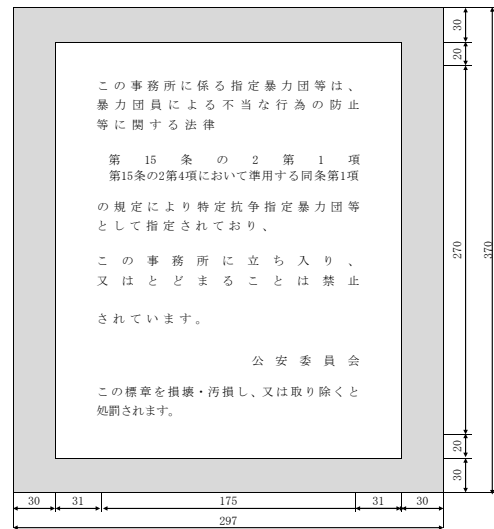 この事務所に係る指定暴力団等は、
暴力団員による不当な行為の防止
等に関する法律
第15条の2第1項
第15条の2第4項において準用する同条第1項
の規定により特定抗争指定暴力団等
として指定されており、
この事務所に立ち入り、
又はとどまることは禁止
されています。
公安委員会
この標章を損壊・汚損し、又は取り除くと
処罰されます。
30
20
270
370
20
30
30 31 175 31 30
297